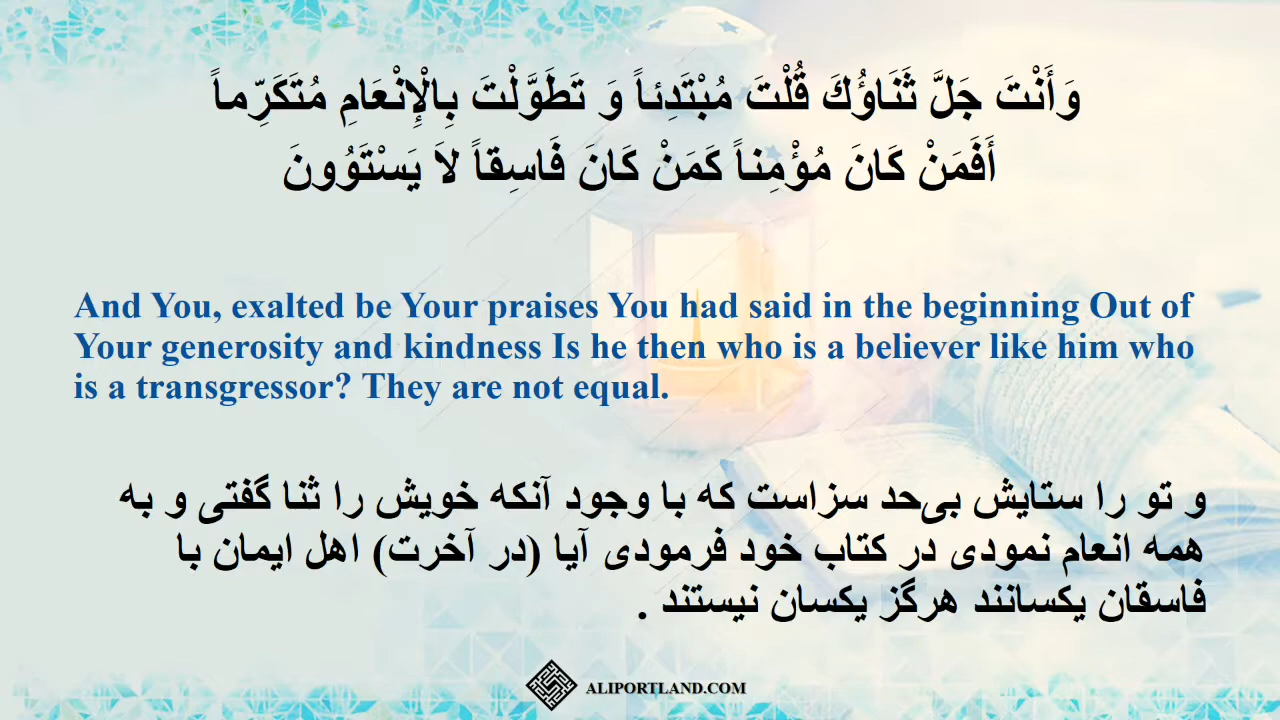 وَأَنْتَ جَلَّ ثَنَاؤُكَ قُلْتَ مُبْتَدِئاً وَ تَطَوَّلْتَ بِالْإِنْعَامِ مُتَكَرِّماً
أَفَمَنْ كَانَ مُؤْمِناً كَمَنْ كَانَ فَاسِقاً لاَ يَسْتَوُونَ
And You, exalted be Your praises You had said in the beginning Out of
Your generosity and kindness Is he then who is a believer like him who
is a transgressor? They are not equal.
و تو را ستایش بی‌حد سزاست که با وجود آنکه خویش را ثنا گفتی و به
همه انعام نمودی در کتاب خود فرمودی آیا (در آخرت) اهل ایمان با
فاسقان یکسانند هرگز یکسان نیستند .
ALIPORTLAND.COM